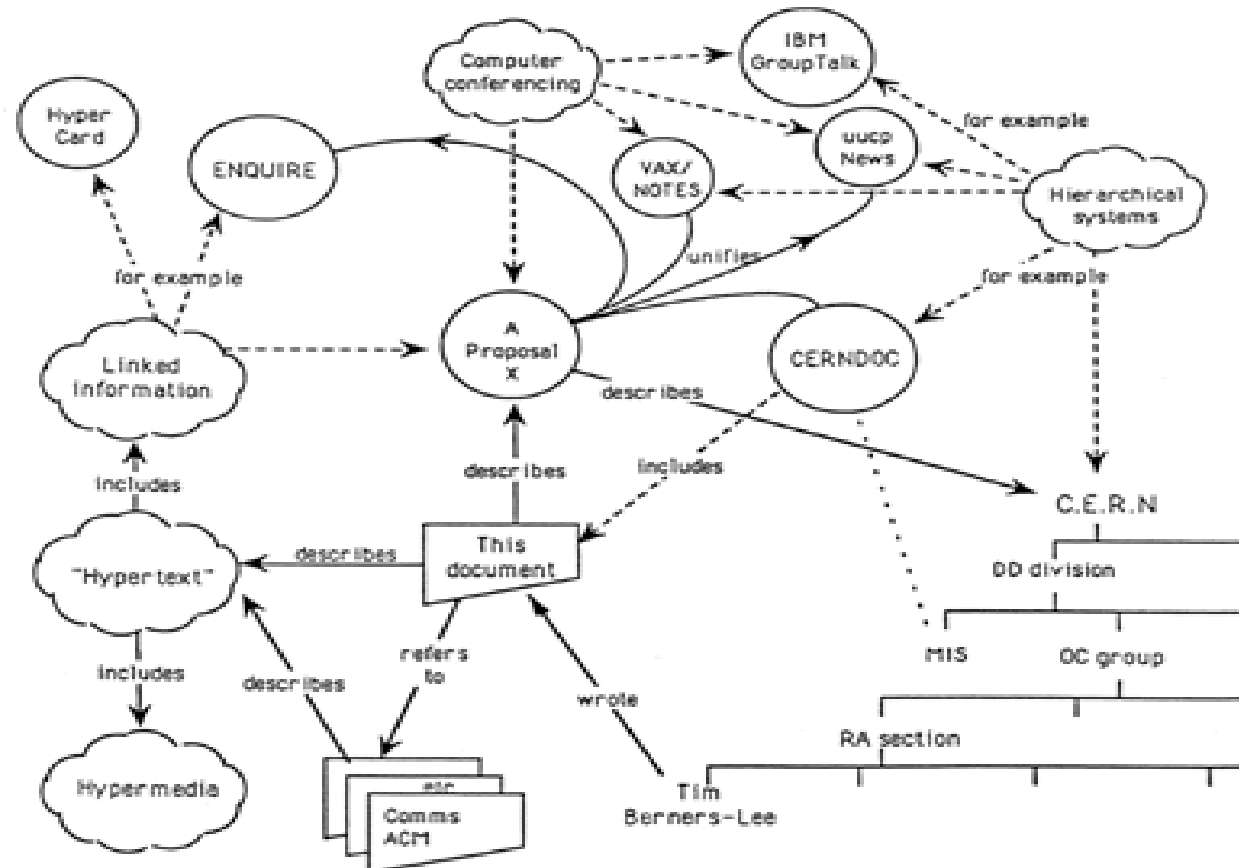 IBM
GroupTalk
Computer
conferencing
Hyper
Card
for example
uucp
News
ENQUIRE
VAX/
NOTES
Hierarchical
systems
unifies
for example
for example
A
Proposal
X
CERNDOC
Linked
information
describes
includes
describes
includes
C.E.R.N
This
document
describes
DD division
"Hypertext"
refers
to
MIS
OC group
includes
describes
wrote
RA section
Hypermedia
etc
Tim
Berners-Lee
Comms
ACM